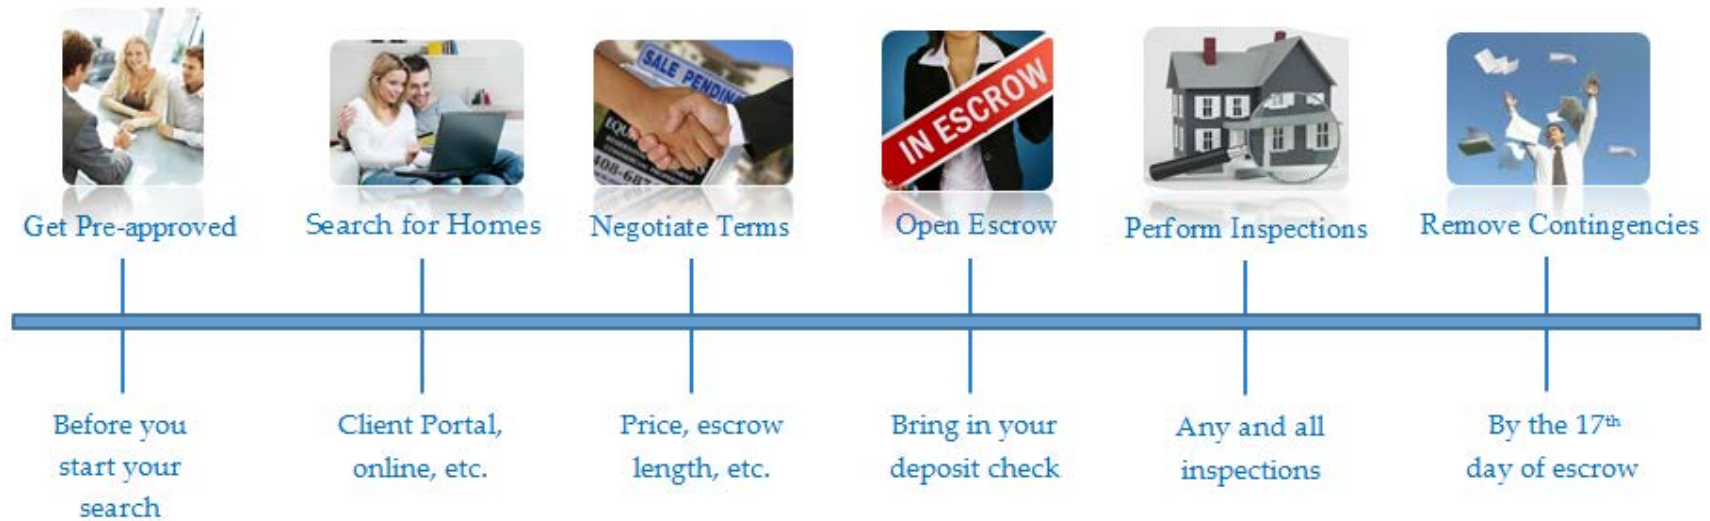 SALE PENDING
408-687
IN ESCROW
Get Pre-approved
Search for Homes
Negotiate Terms
Open Escrow
Perform Inspections
Remove Contingencies
Before you
start your
search
Client Portal,
online, etc.
Price, escrow
length, etc.
Bring in your
deposit check
Any and all
inspections
By the 17th
day of escrow